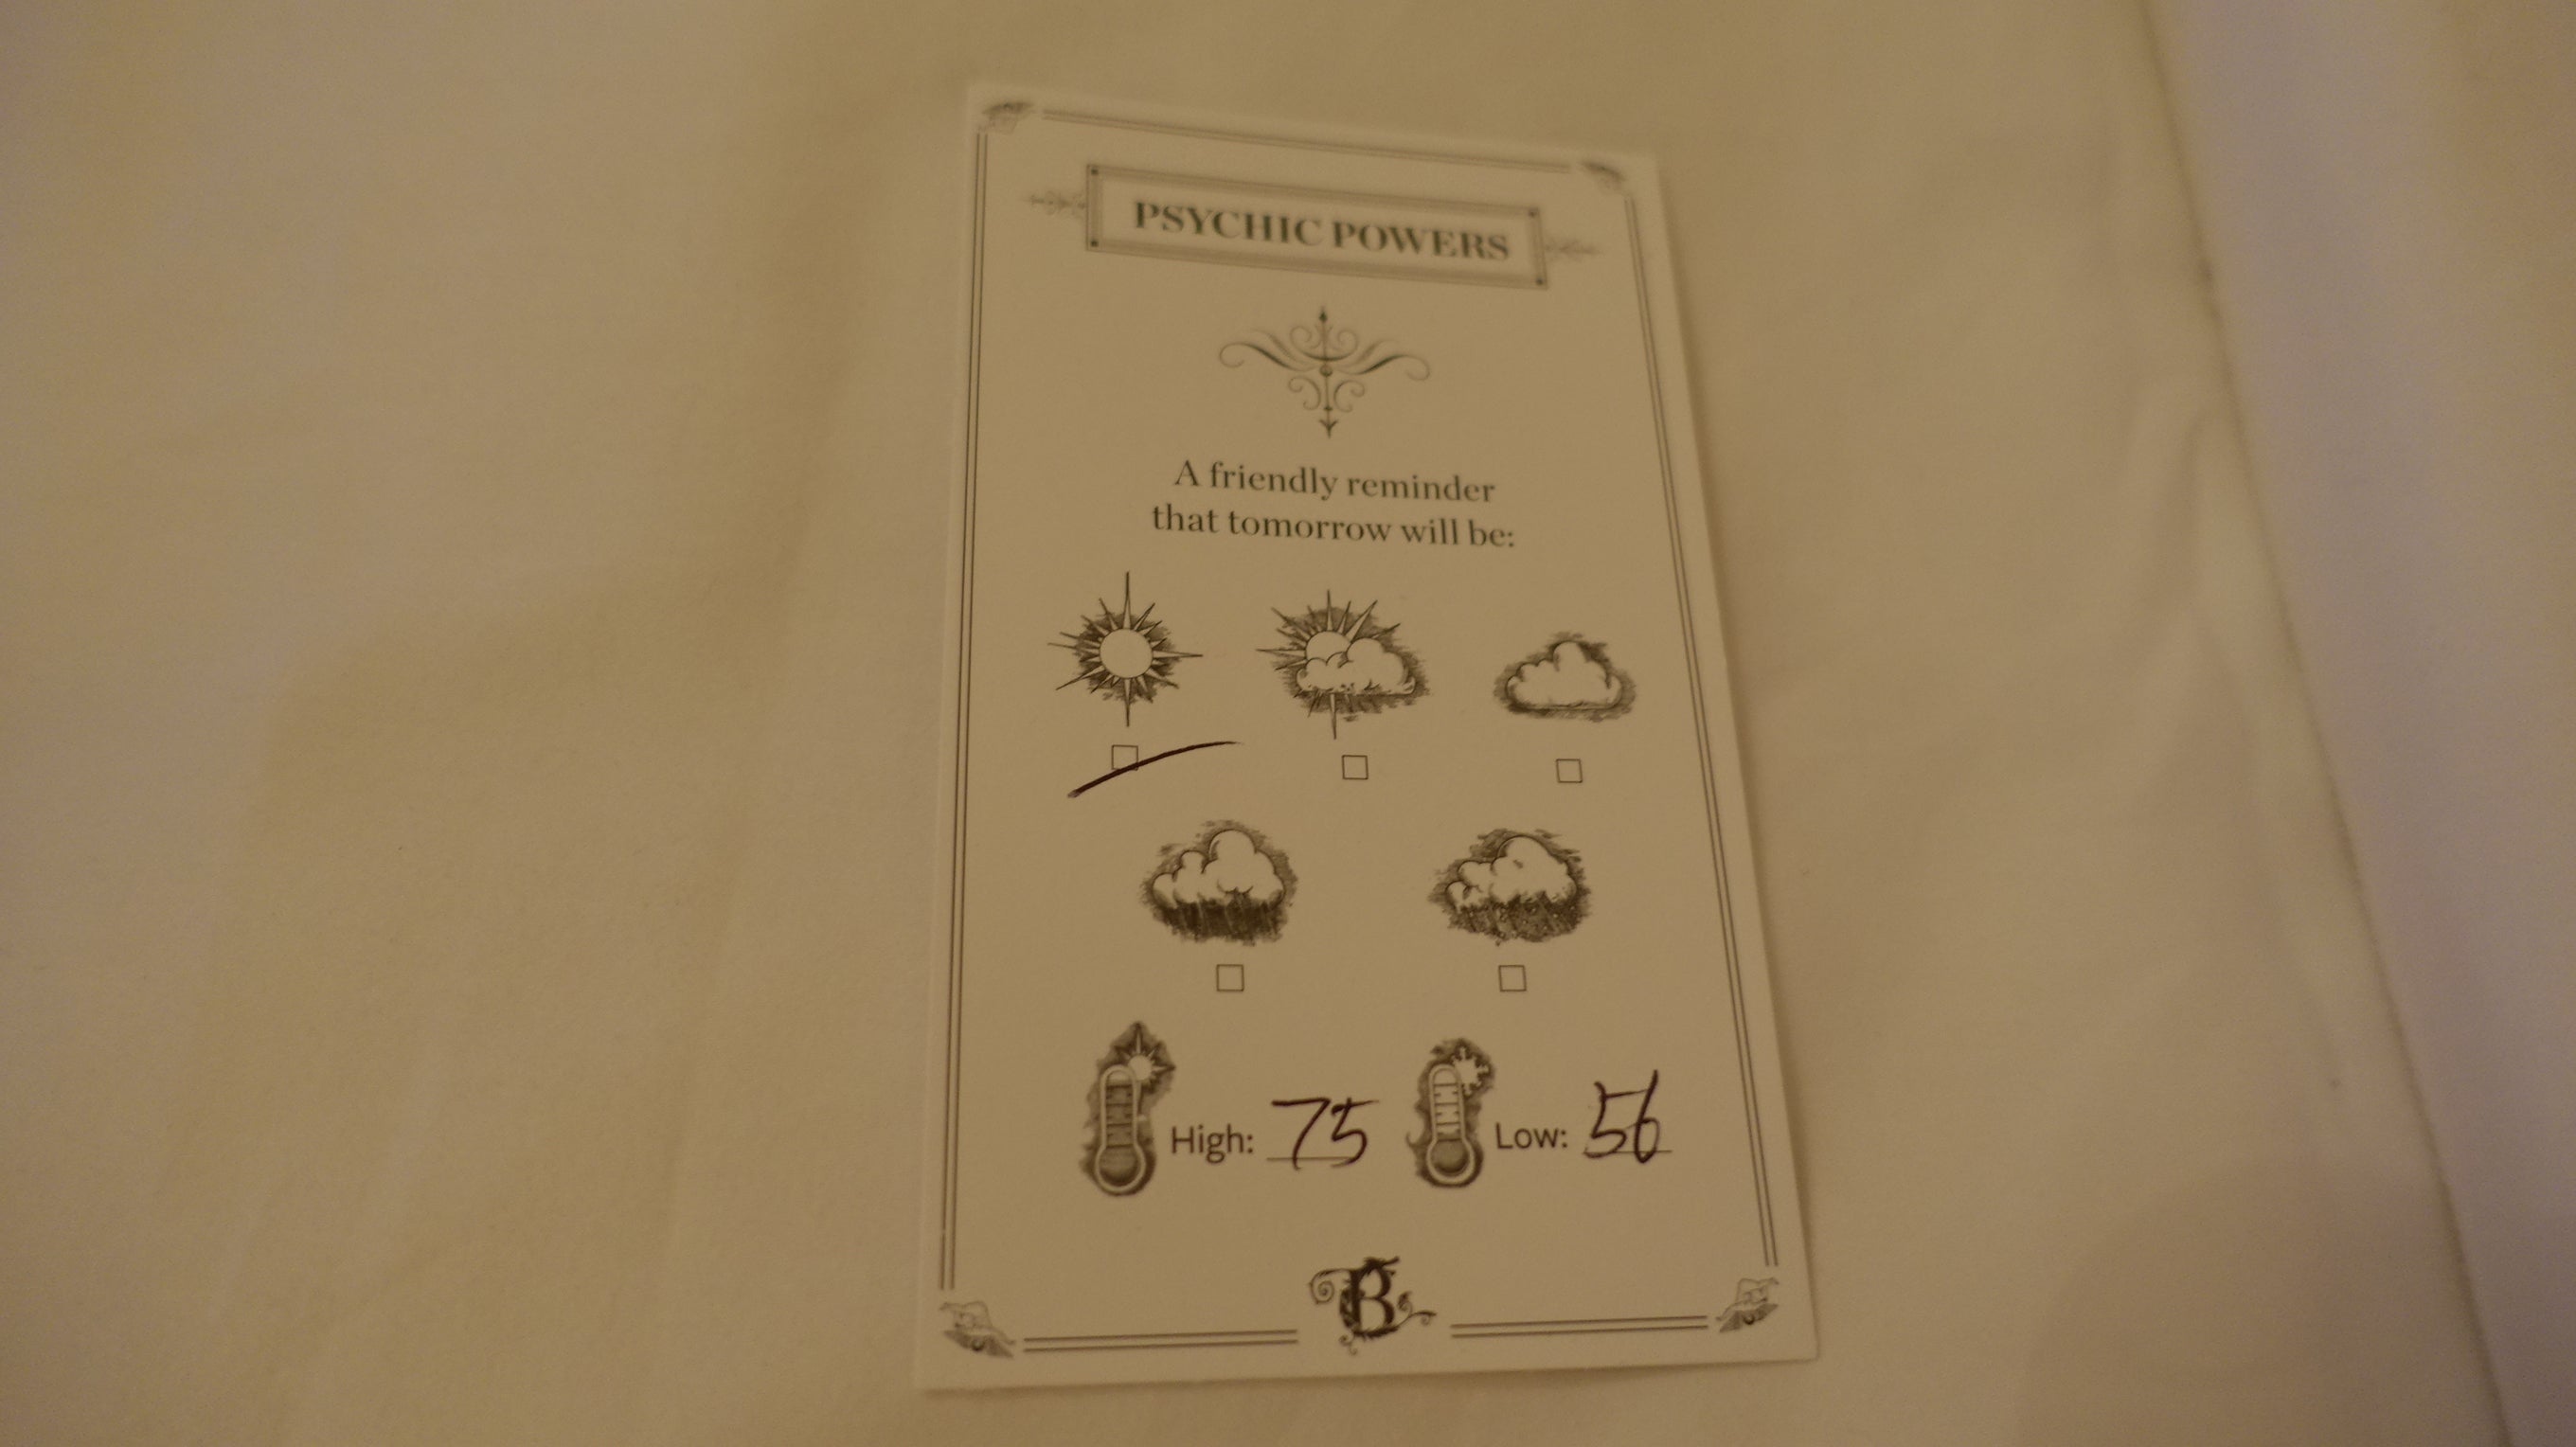 PSYCHIC POWERS
A friendly reminder
that tomorrow will be:
High: 75 Low: 56
B